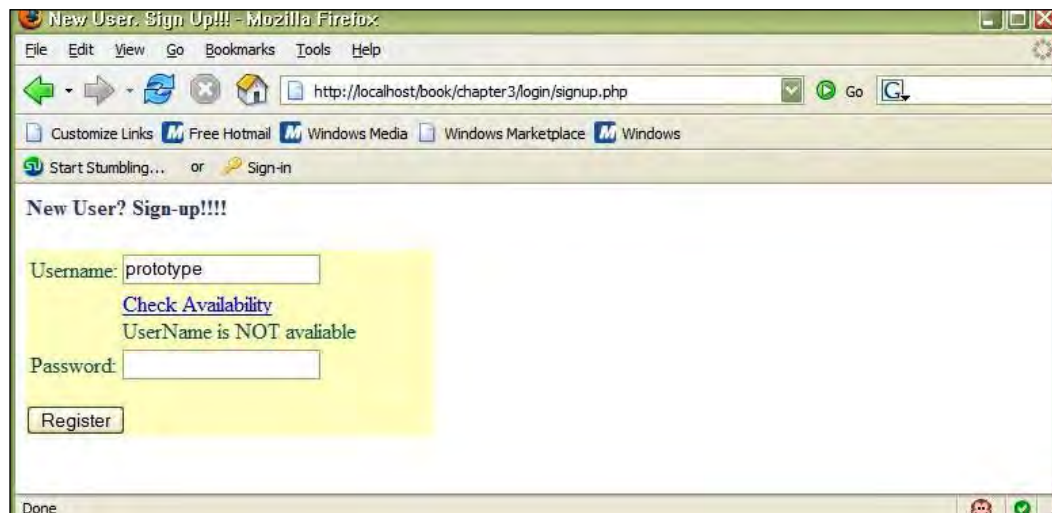 New User. Sign Up!!! - Mozilla Firefox
File Edit View Go Bookmarks Tools Help
http://localhost/book/chapter3/login/signup.php Go G
Customize Links Free Hotmail Windows Media Windows Marketplace Windows
Start Stumbling... or Sign-in
New User? Sign-up!!!!
Username: prototype
Check Availability
UserName is NOT avaliable
Password:
Register
Done